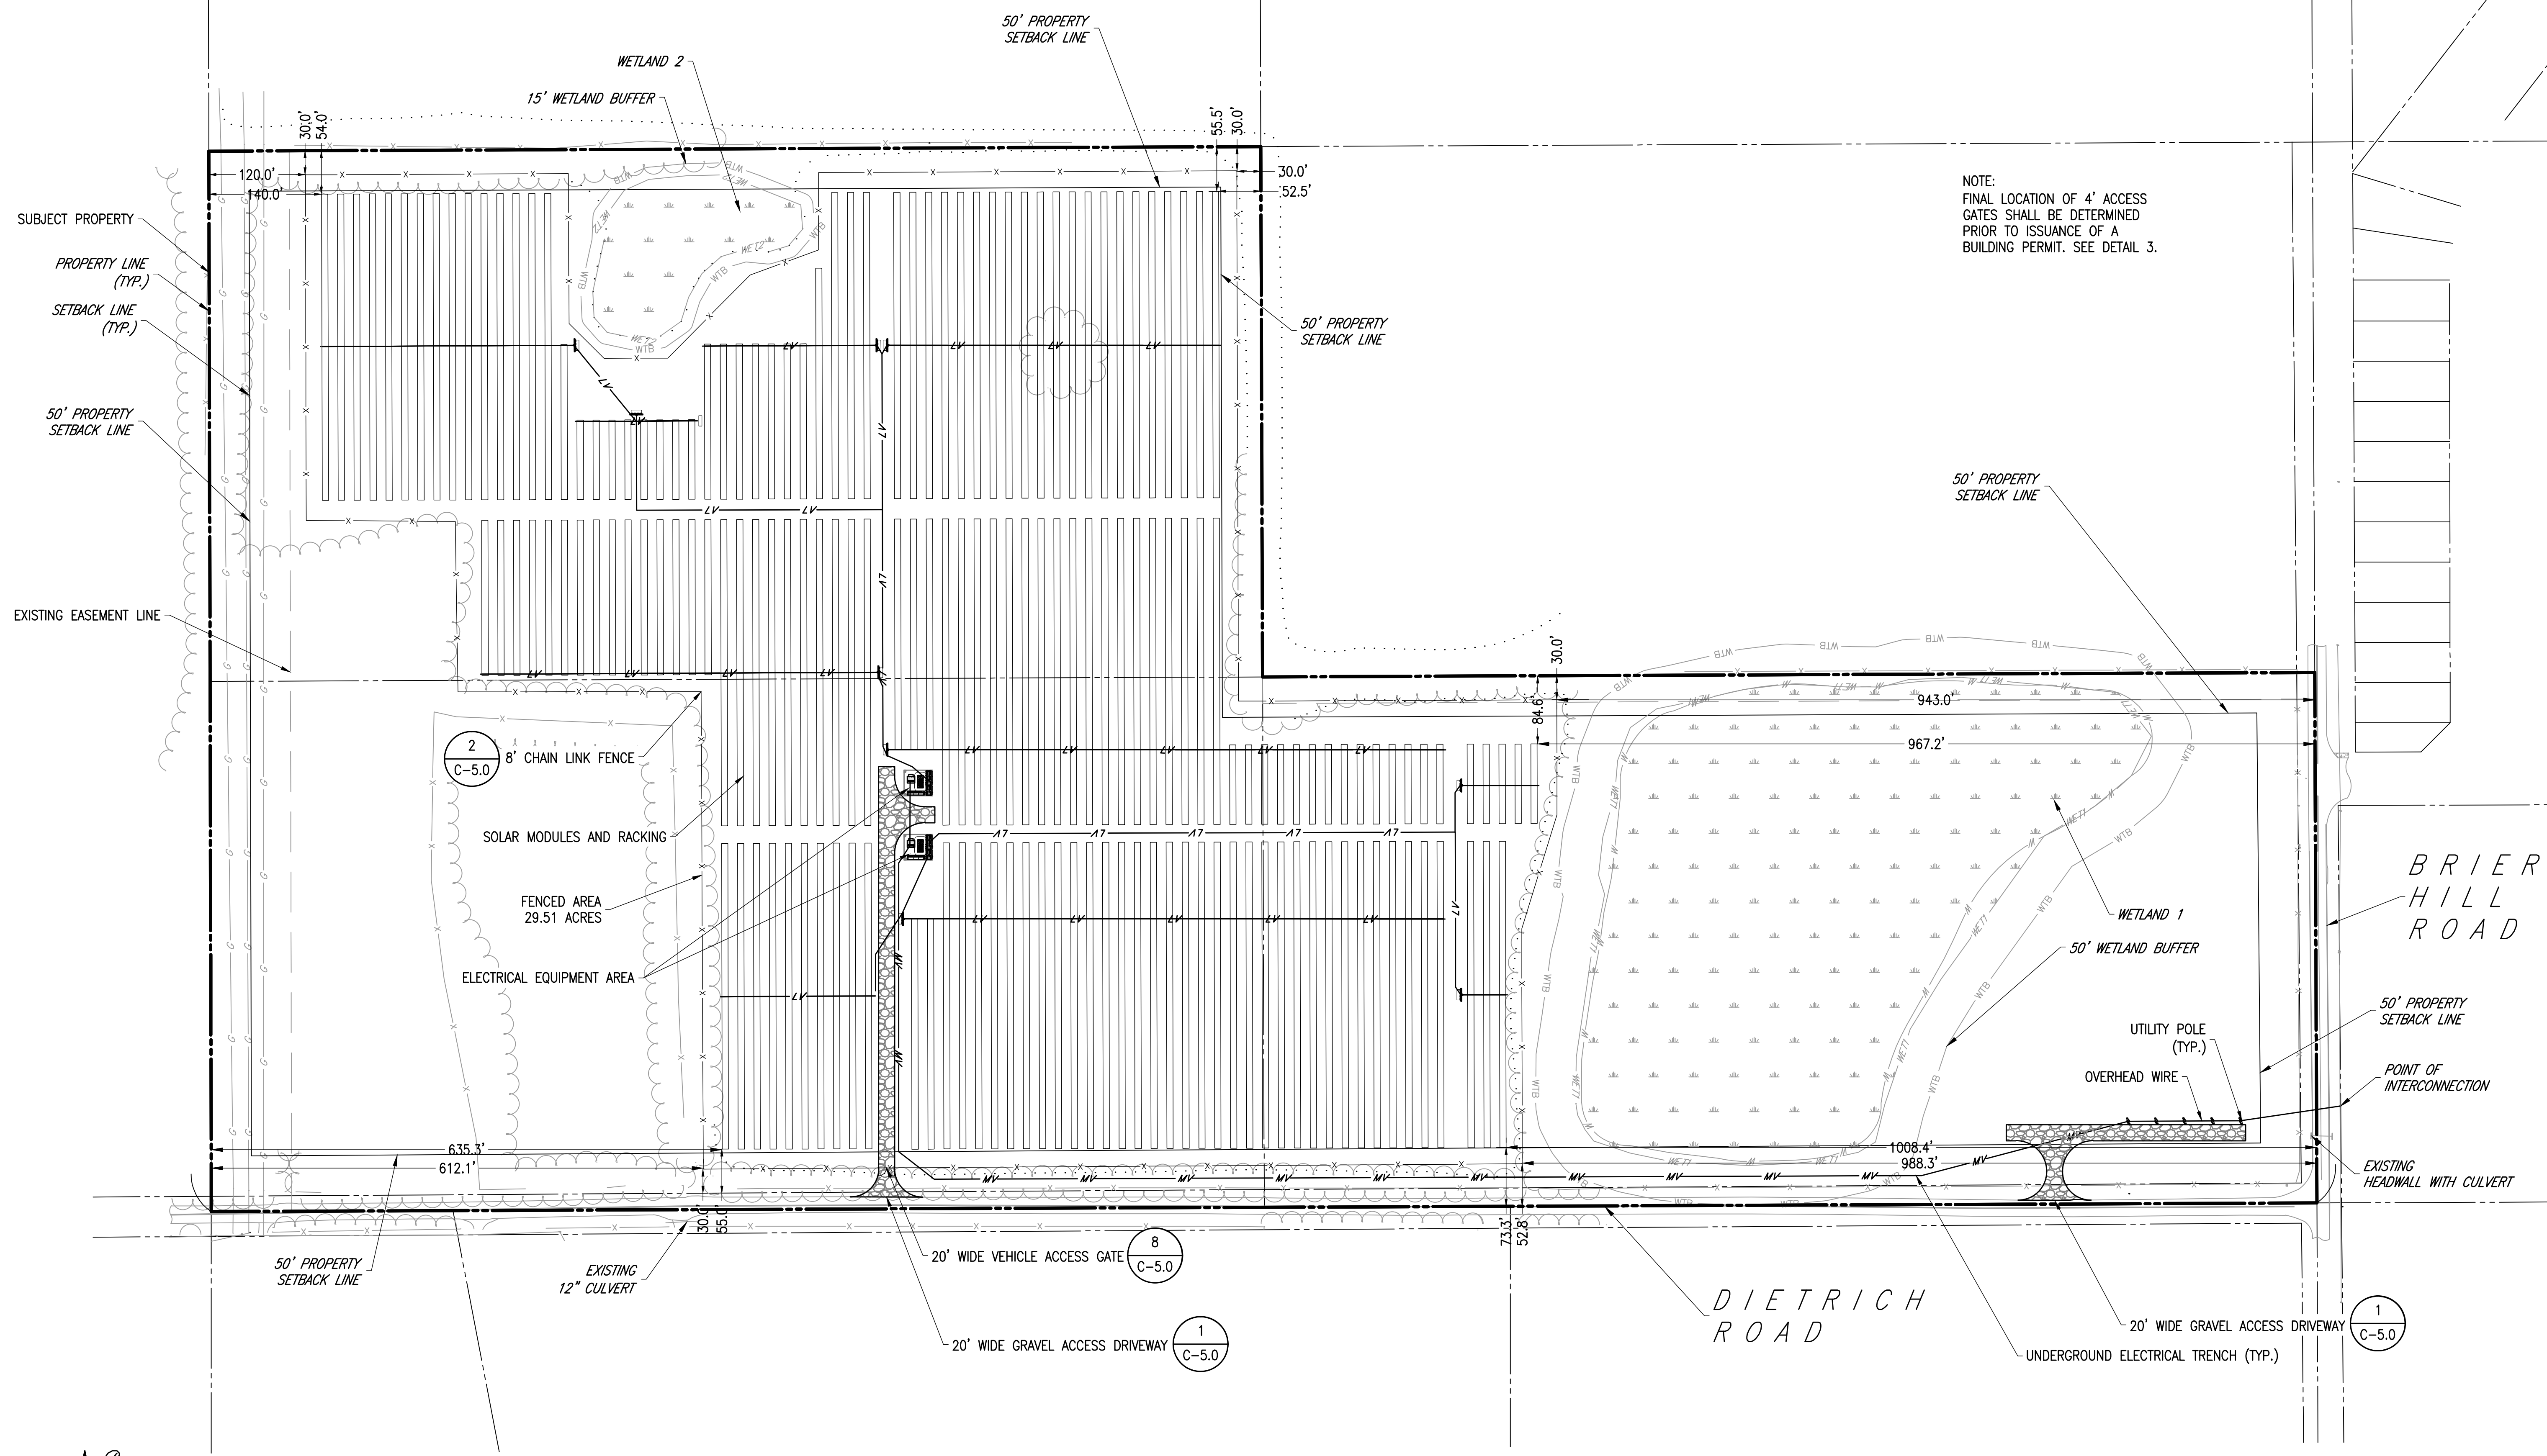 50' PROPERTY
SETBACK LINE
WETLAND 2
15' WETLAND BUFFER
30.0'
54.0'
55.5'
30.0'
120.0'
140.0'
30.0'
52.5'
NOTE:
FINAL LOCATION OF 4' ACCESS
GATES SHALL BE DETERMINED
PRIOR TO ISSUANCE OF A
BUILDING PERMIT. SEE DETAIL 3.
SUBJECT PROPERTY
PROPERTY LINE
(TYP.)
SETBACK LINE
(TYP.)
50' PROPERTY
SETBACK LINE
50' PROPERTY
SETBACK LINE
50' PROPERTY
SETBACK LINE
EXISTING EASEMENT LINE
30.0'
84.6'
943.0'
967.2'
2
C-5.0
8' CHAIN LINK FENCE
SOLAR MODULES AND RACKING
FENCED AREA
29.51 ACRES
ELECTRICAL EQUIPMENT AREA
WETLAND 1
50' WETLAND BUFFER
BRIER
HILL
ROAD
50' PROPERTY
SETBACK LINE
UTILITY POLE
(TYP.)
OVERHEAD WIRE
POINT OF
INTERCONNECTION
635.3'
612.1'
1008.4'
988.3'
EXISTING
HEADWALL WITH CULVERT
30.0'
55.0'
73.3'
52.8'
50' PROPERTY
SETBACK LINE
EXISTING
12" CULVERT
20' WIDE VEHICLE ACCESS GATE
8
C-5.0
20' WIDE GRAVEL ACCESS DRIVEWAY
1
C-5.0
DIETRICH
ROAD
20' WIDE GRAVEL ACCESS DRIVEWAY
1
C-5.0
UNDERGROUND ELECTRICAL TRENCH (TYP.)